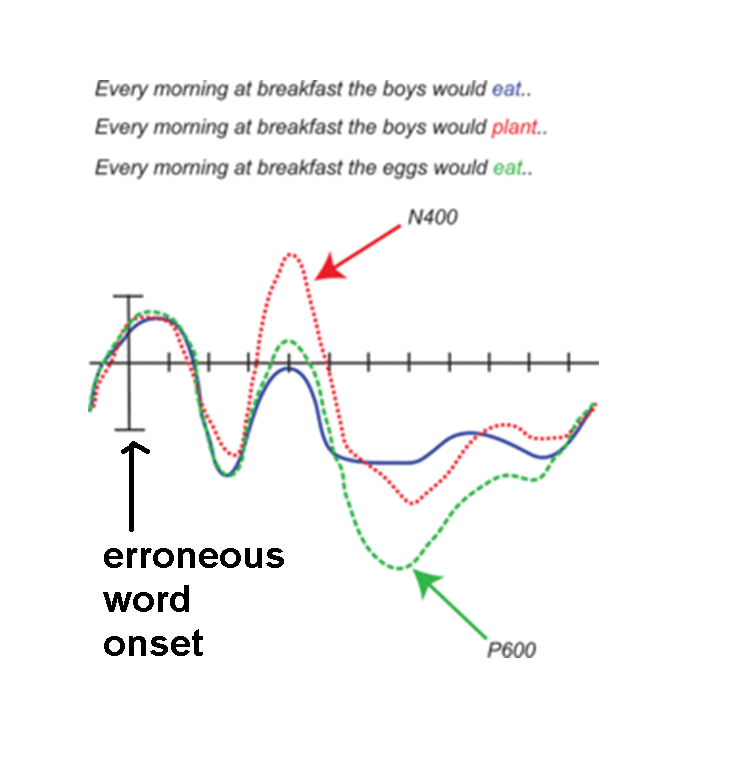 Every morning at breakfast the boys would eat..
Every morning at breakfast the boys would plant..
Every morning at breakfast the eggs would eat..
N400
erroneous
word
onset
P600